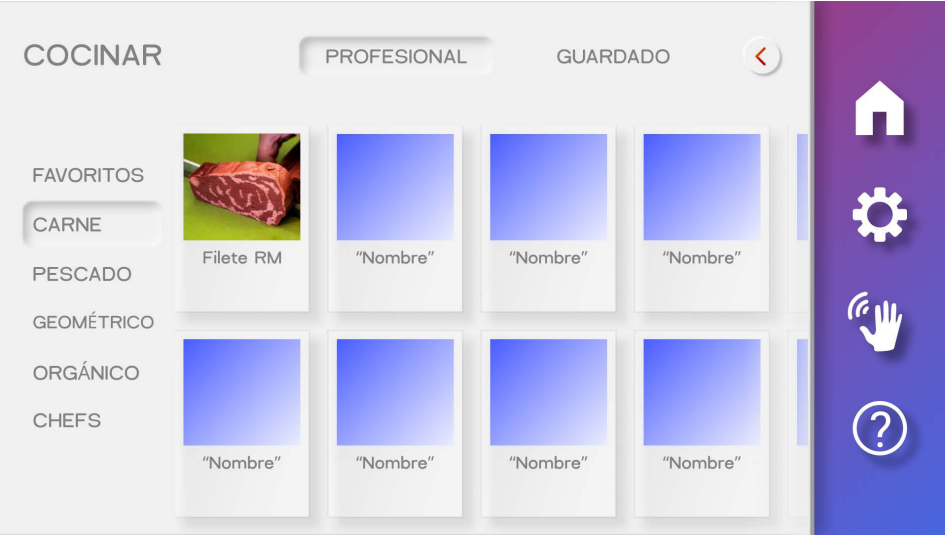 COCINAR
PROFESIONAL
GUARDADO
FAVORITOS
CARNE
PESCADO
GEOMÉTRICO
ORGÁNICO
CHEFS
Filete RM
“Nombre”
“Nombre”
“Nombre”
“Nombre”
“Nombre”
“Nombre”
“Nombre”
?